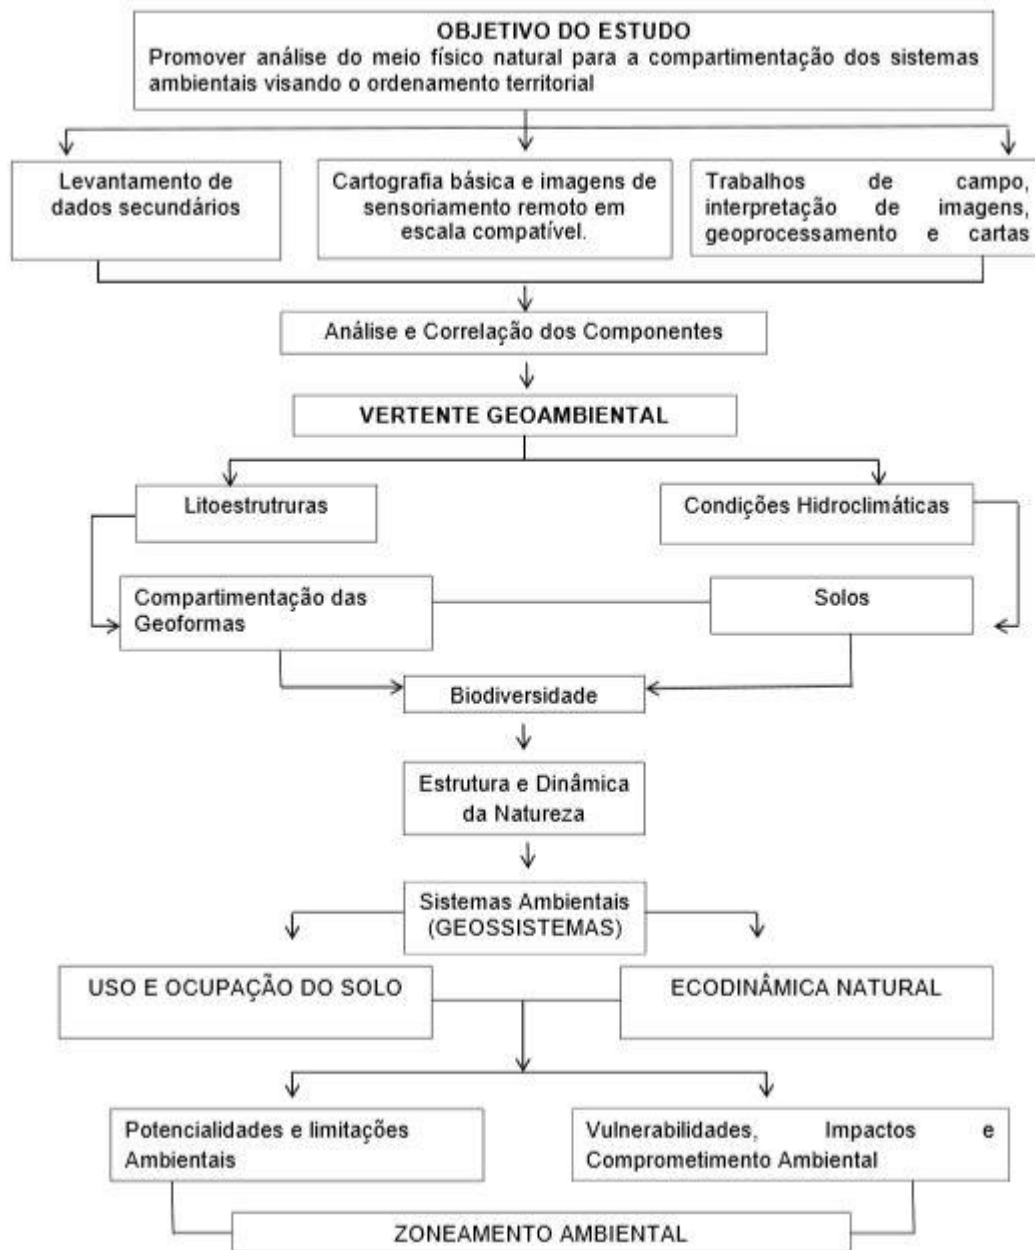 OBJETIVO DO ESTUDO
Promover análise do meio físico natural para a compartimentação dos sistemas
ambientais visando o ordenamento territorial
Levantamento de
dados secundários
Cartografia básica e imagens de
sensoriamento remoto em
escala compatível.
Trabalhos de campo,
interpretação de imagens,
geoprocessamento e cartas
Análise e Correlação dos Componentes
VERTENTE GEOAMBIENTAL
Litoestrutruras
Condições Hidroclimáticas
Compartimentação das
Geoformas
Solos
Biodiversidade
Estrutura e Dinâmica
da Natureza
Sistemas Ambientais
(GEOSSISTEMAS)
USO E OCUPAÇÃO DO SOLO
ECODINÂMICA NATURAL
Potencialidades e limitações
Ambientais
Vulnerabilidades, Impactos e
Comprometimento Ambiental
ZONEAMENTO AMBIENTAL